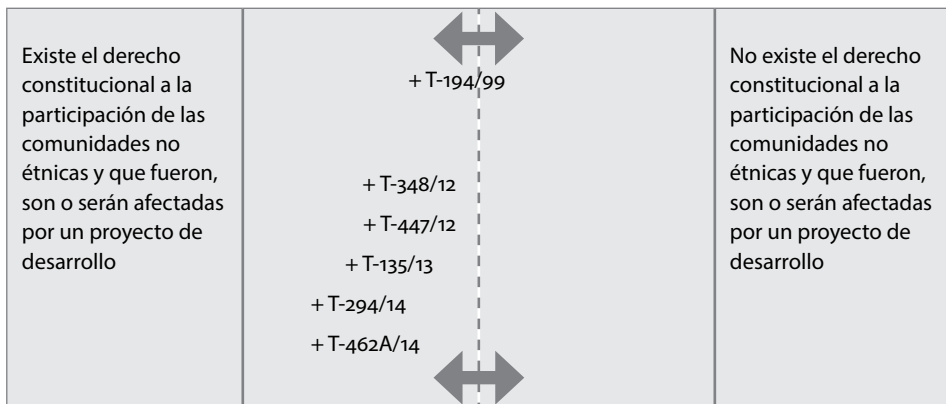 Existe el derecho
constitucional a la
participación de las
comunidades no
étnicas y que fueron,
son o serán afectadas
por un proyecto de
desarrollo
+ T-194/99
+ T-348/12
+ T-447/12
+ T-135/13
+ T-294/14
+ T-462A/14
No existe el derecho
constitucional a la
participación de las
comunidades no
étnicas y que fueron,
son o serán afectadas
por un proyecto de
desarrollo